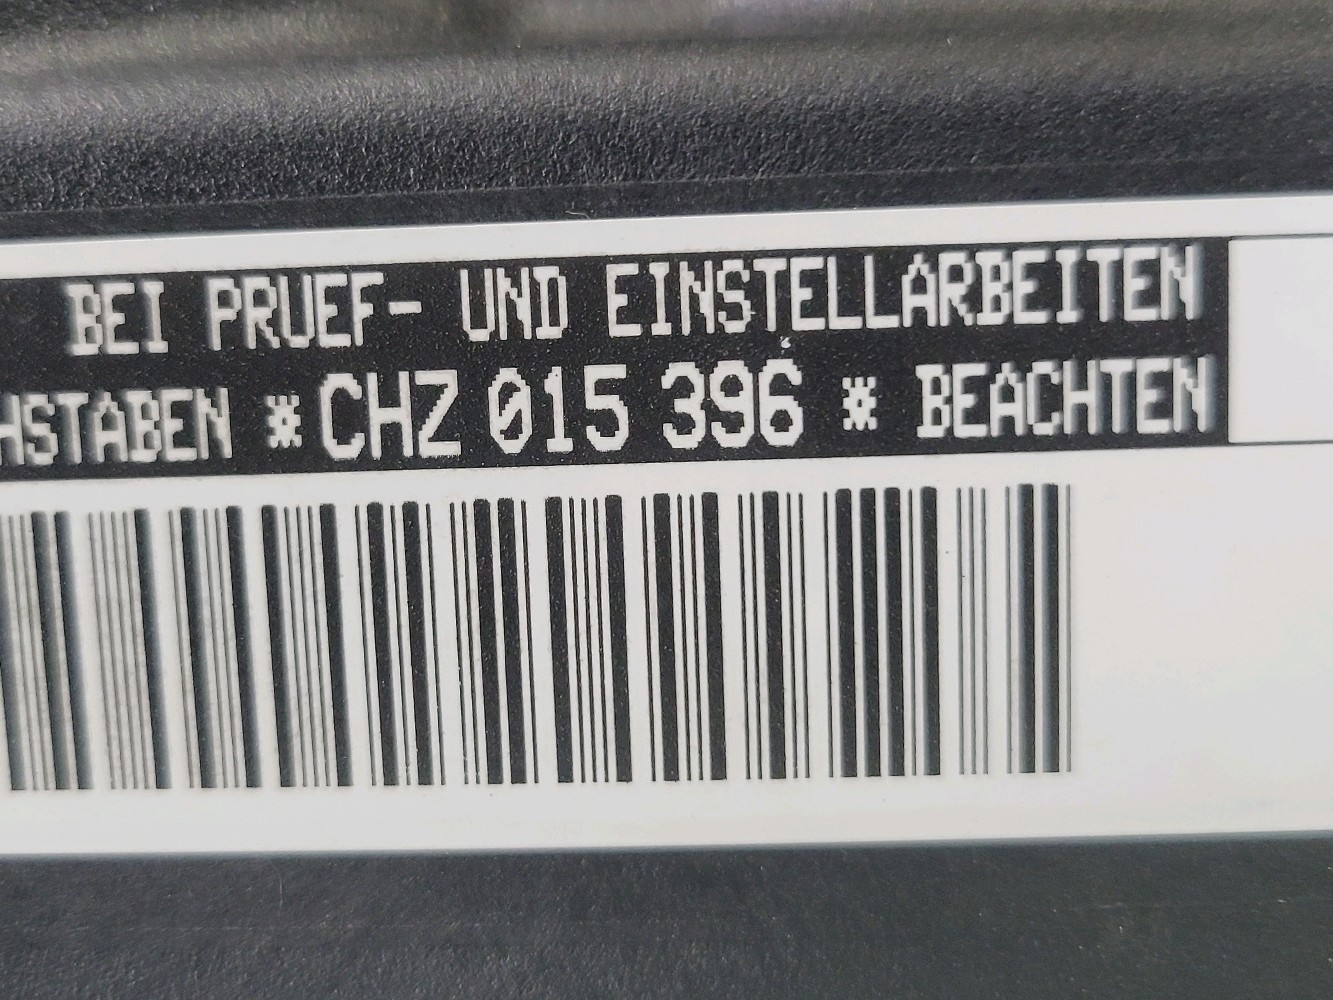 BEI PRUEF- UND EINSTELLARBEITEN
HSTABEN *CHZ 015 396 * BEACHTEN